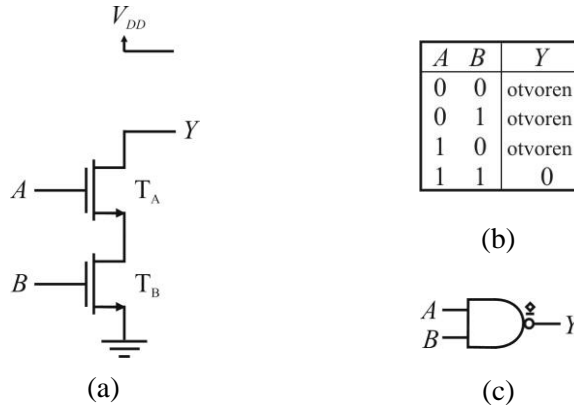 V_DD
Y
A
T_A
B
T_B
(a)
A B Y
0 0 otvoren
0 1 otvoren
1 0 otvoren
1 1 0
(b)
A
B
Y
(c)